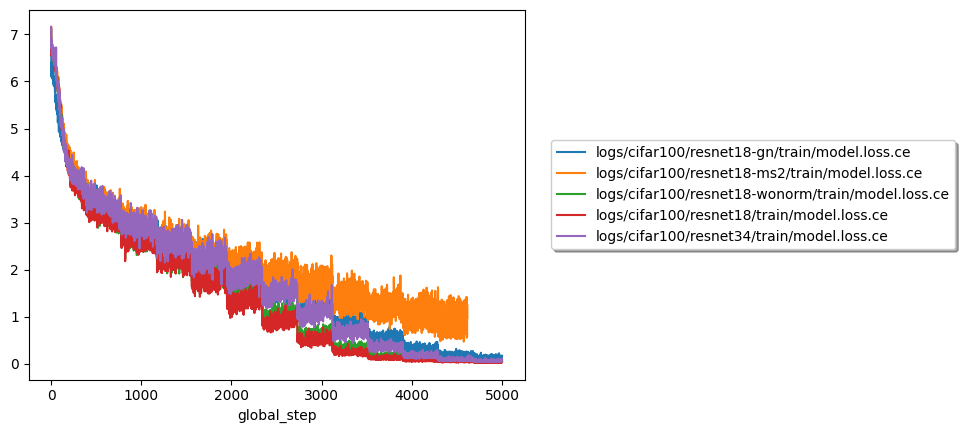 7
6
5
4
3
2
1
0
0 1000 2000 3000 4000 5000
global_step
logs/cifar100/resnet18-gn/train/model.loss.ce
logs/cifar100/resnet18-ms2/train/model.loss.ce
logs/cifar100/resnet18-wonorm/train/model.loss.ce
logs/cifar100/resnet18/train/model.loss.ce
logs/cifar100/resnet34/train/model.loss.ce